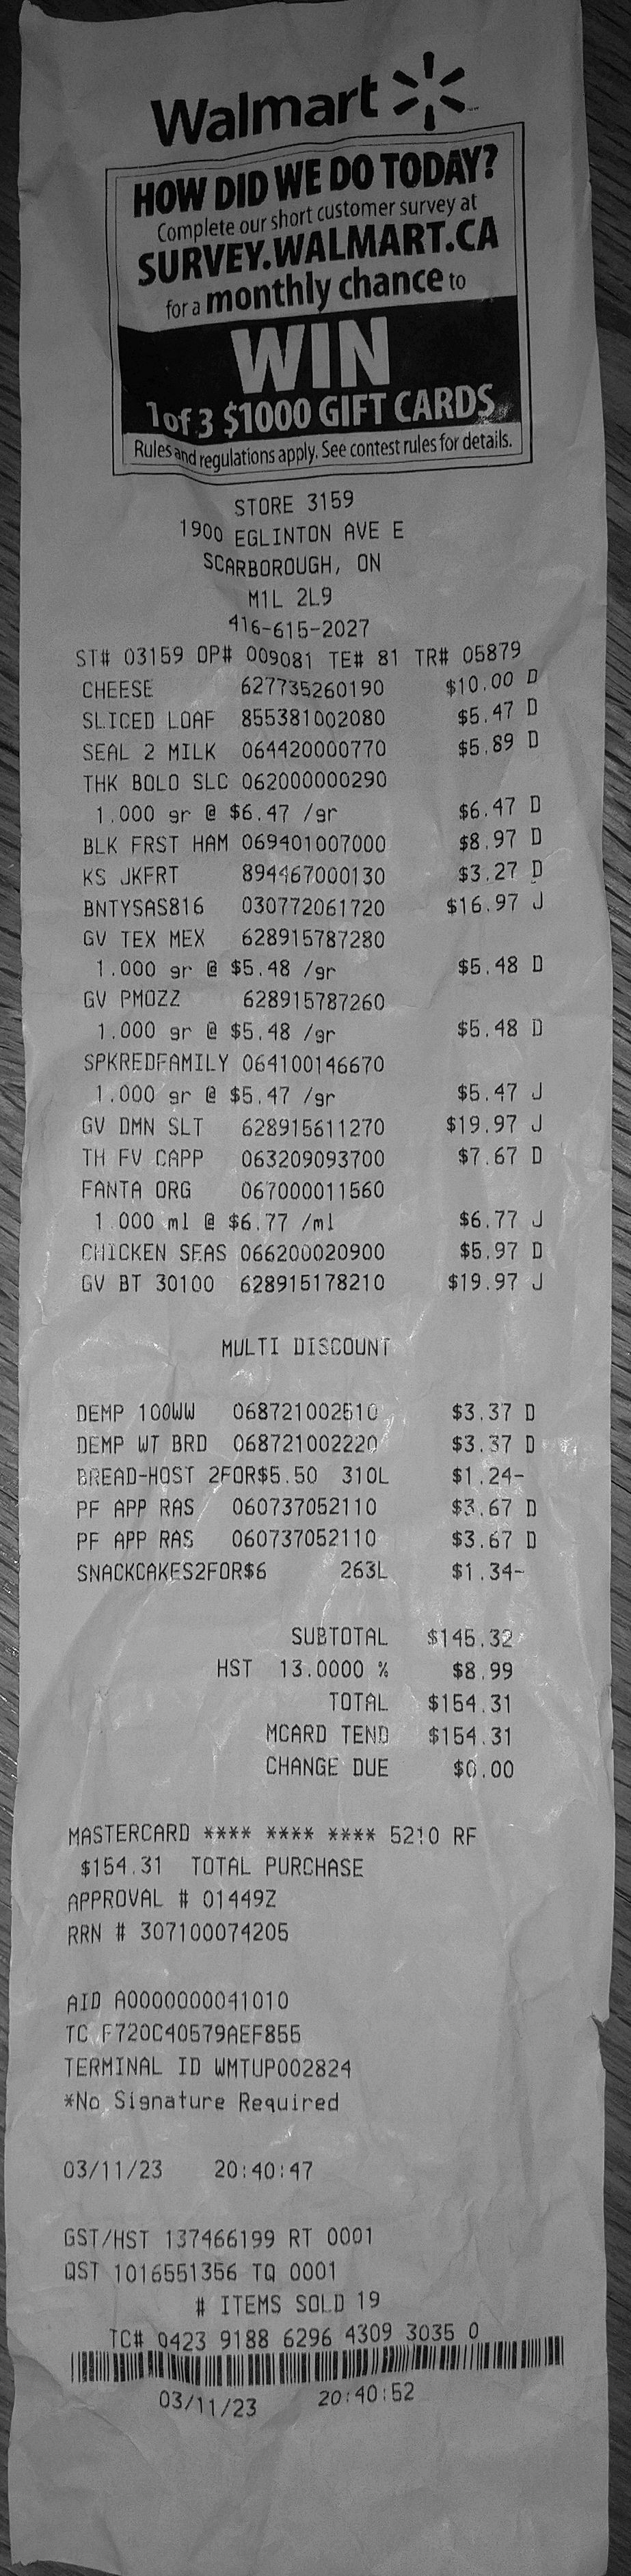 Walmart
HOW DID WE DO TODAY?
Complete our short customer survey at
SURVEY.WALMART.CA
for a monthly chance to
WIN
1 of 3 $1000 GIFT CARDS
Rules and regulations apply. See contest rules for details.
STORE 3159
1900 EGLINTON AVE E
SCARBOROUGH, ON
M1L 2L9
416-615-2027
ST# 03159 OP# 009081 TE# 81 TR# 05879
CHEESE 627735260190 $10.00 D
SLICED LOAF 855381002080 $5.47 D
SEAL 2 MILK 064420000770 $5.89 D
THK BOLO SLC 062000000290
1.000 gr @ $6.47 /gr $6.47 D
BLK FRST HAM 069401007000 $8.97 D
KS JKFRT 894467000130 $3.27 D
BNTYSAS816 030772061720 $16.97 J
GV TEX MEX 628915787280
1.000 gr @ $5.48 /gr $5.48 D
GV PMOZZ 628915787260
1.000 gr @ $5.48 /gr $5.48 D
SPKREDFAMILY 064100146670
1.000 gr @ $5.47 /gr $5.47 J
GV DMN SLT 628915611270 $19.97 J
TH FV CAPP 063209093700 $7.67 D
FANTA ORG 067000011560
1.000 ml @ $6.77 /ml $6.77 J
CHICKEN SEAS 066200020900 $5.97 D
GV BT 30100 628915178210 $19.97 J
MULTI DISCOUNT
DEMP 100WW 068721002510 $3.37 D
DEMP WT BRD 068721002220 $3.37 D
BREAD-HOST 2FOR$5.50 310L $1.24-
PF APP RAS 060737052110 $3.67 D
PF APP RAS 060737052110 $3.67 D
SNACKCAKES2FOR$6 263L $1.34-
SUBTOTAL $145.32
HST 13.0000 % $8.99
TOTAL $154.31
MCARD TEND $154.31
CHANGE DUE $0.00
MASTERCARD **** **** **** 5210 RF
$154.31 TOTAL PURCHASE
APPROVAL # 01449Z
RRN # 307100074205
AID A0000000041010
TC F720C40579AEF855
TERMINAL ID WMTUP002824
*No Signature Required
03/11/23 20:40:47
GST/HST 137466199 RT 0001
QST 1016551356 TQ 0001
# ITEMS SOLD 19
TC# 0423 9188 6296 4309 3035 0
03/11/23 20:40:52